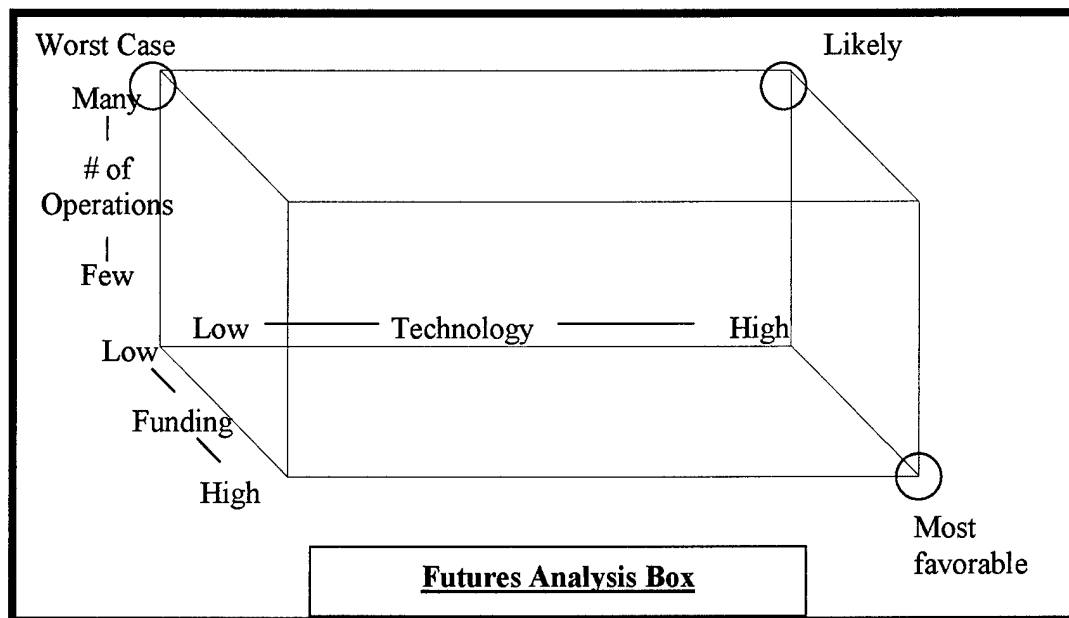 Worst Case
Likely
Many
# of
Operations
Few
Low Technology High
Low
Funding
High
Most
favorable
Futures Analysis Box